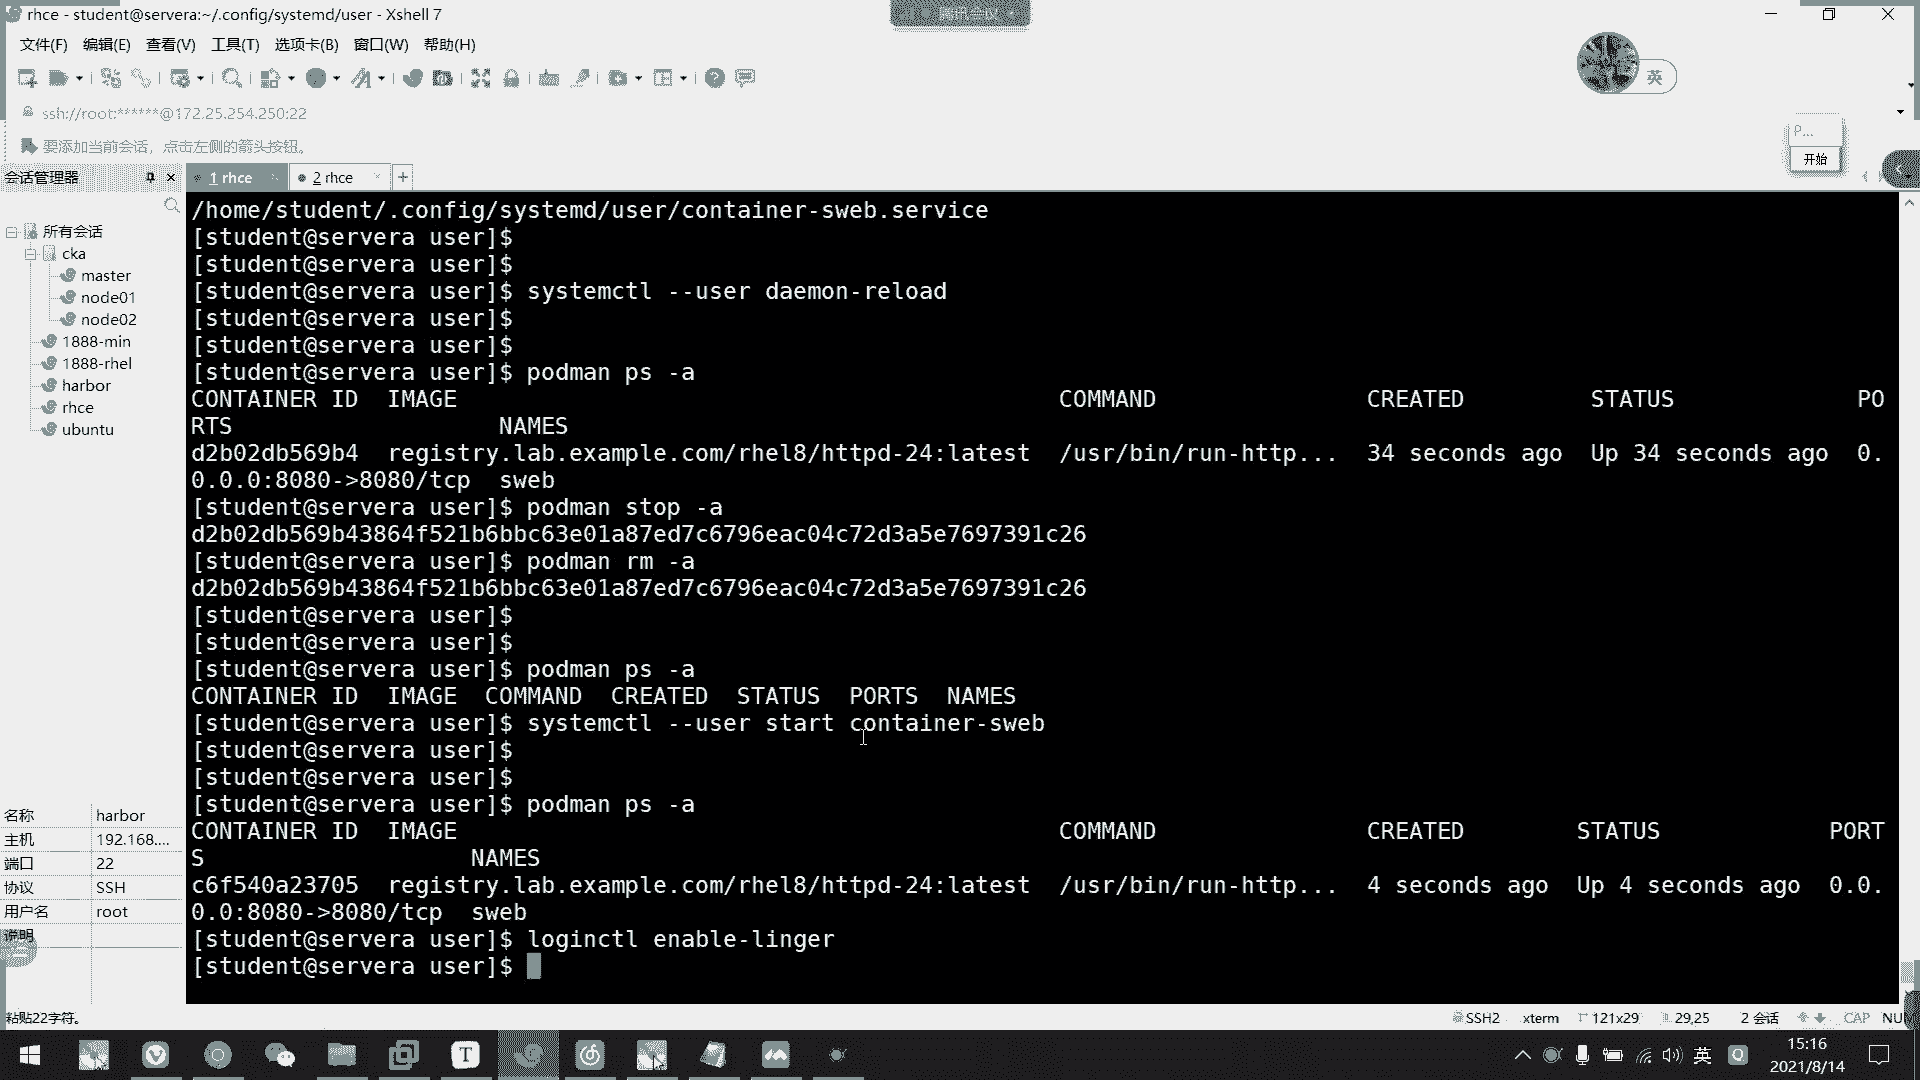 rhce - student@servera:~/.config/systemd/user - Xshell 7
腾讯会议
文件(F) 编辑(E) 查看(V) 工具(T) 选项卡(B) 窗口(W) 帮助(H)
英
ssh://root:******@172.25.254.250:22
P...
要添加当前会话，点击左侧的箭头按钮。
开始
会话管理器
1 rhce
2 rhce
所有会话
cka
master
node01
node02
1888-min
1888-rhel
harbor
rhce
ubuntu
名称 harbor
主机 192.168....
端口 22
协议 SSH
用户名 root
说明
/home/student/.config/systemd/user/container-sweb.service
[student@servera user]$
[student@servera user]$
[student@servera user]$ systemctl --user daemon-reload
[student@servera user]$
[student@servera user]$
[student@servera user]$ podman ps -a
CONTAINER ID  IMAGE  COMMAND  CREATED  STATUS  PO
RTS  NAMES
d2b02db569b4  registry.lab.example.com/rhel8/httpd-24:latest  /usr/bin/run-http...  34 seconds ago  Up 34 seconds ago  0.
0.0.0:8080->8080/tcp  sweb
[student@servera user]$ podman stop -a
d2b02db569b43864f521b6bbc63e01a87ed7c6796eac04c72d3a5e7697391c26
[student@servera user]$ podman rm -a
d2b02db569b43864f521b6bbc63e01a87ed7c6796eac04c72d3a5e7697391c26
[student@servera user]$
[student@servera user]$
[student@servera user]$ podman ps -a
CONTAINER ID  IMAGE  COMMAND  CREATED  STATUS  PORTS  NAMES
[student@servera user]$ systemctl --user start container-sweb
[student@servera user]$
[student@servera user]$
[student@servera user]$ podman ps -a
CONTAINER ID  IMAGE  COMMAND  CREATED  STATUS  PORT
S  NAMES
c6f540a23705  registry.lab.example.com/rhel8/httpd-24:latest  /usr/bin/run-http...  4 seconds ago  Up 4 seconds ago  0.0.
0.0:8080->8080/tcp  sweb
[student@servera user]$ loginctl enable-linger
[student@servera user]$
粘贴22字符。
SSH2 xterm 121x29 29,25 2 会话 CAP NUM
英
15:16
2021/8/14